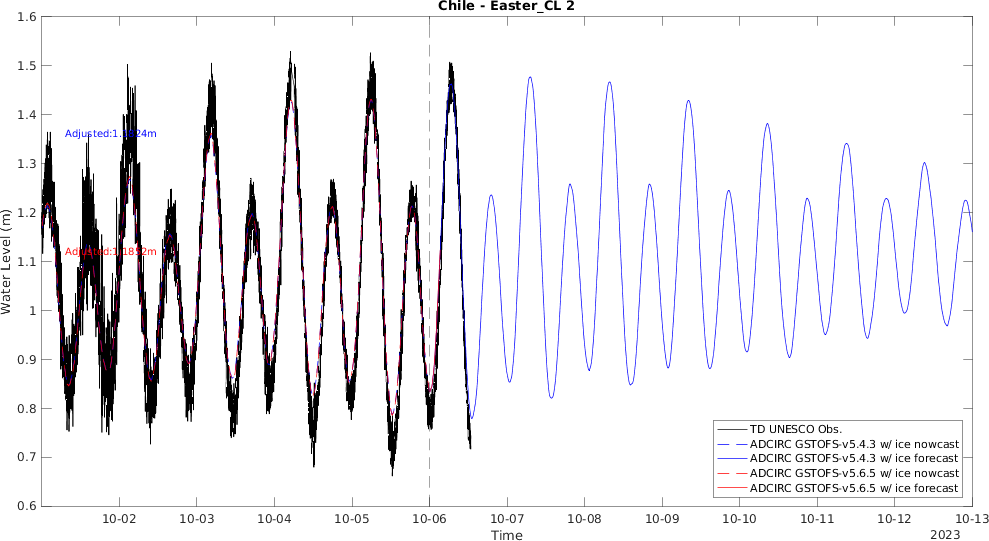 Chile - Easter_CL 2
1.6
1.5
1.4
1.3
1.2
1.1
1
0.9
0.8
0.7
0.6
Water Level (m)
Adjusted:
Adjusted:
TD UNESCO Obs.
ADCIRC GSTOFS-v5.4.3 w/ ice nowcast
ADCIRC GSTOFS-v5.4.3 w/ ice forecast
ADCIRC GSTOFS-v5.6.5 w/ ice nowcast
ADCIRC GSTOFS-v5.6.5 w/ ice forecast
10-02 10-03 10-04 10-05 10-06 10-07 10-08 10-09 10-10 10-11 10-12 10-13
Time
2023